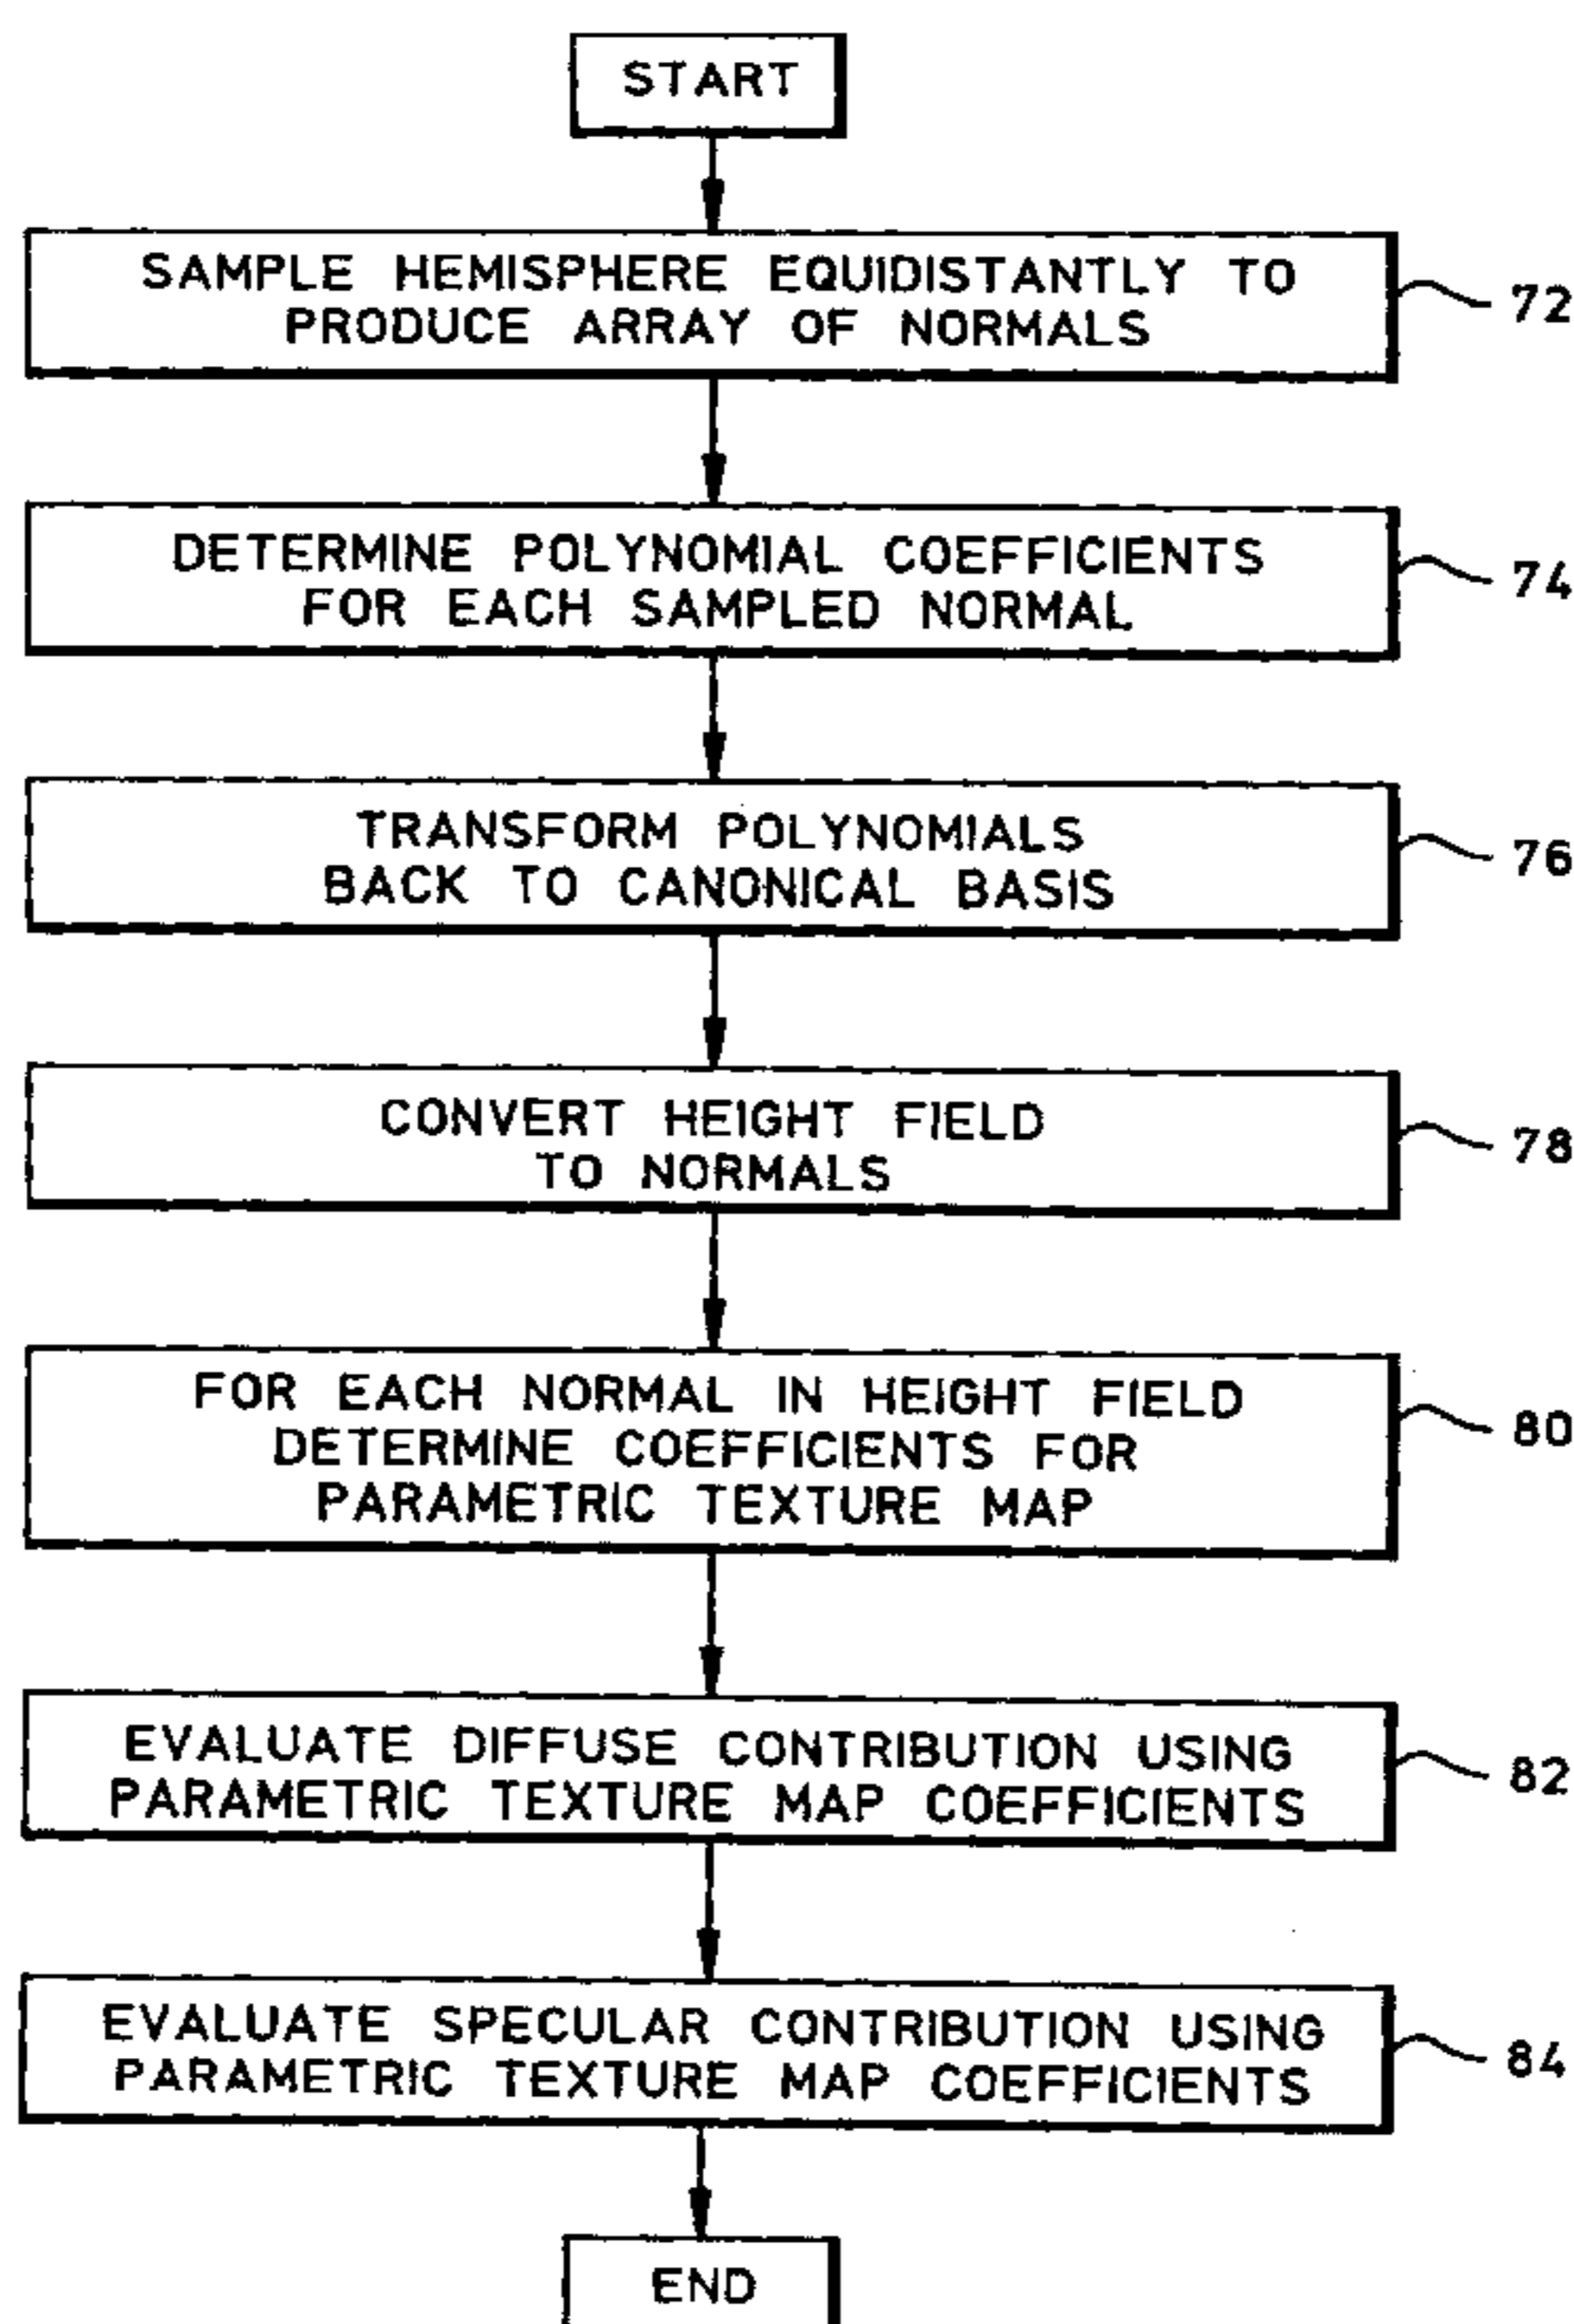 START
SAMPLE HEMISPHERE EQUIDISTANTLY TO
PRODUCE ARRAY OF NORMALS
72
DETERMINE POLYNOMIAL COEFFICIENTS
FOR EACH SAMPLED NORMAL
74
TRANSFORM POLYNOMIALS
BACK TO CANONICAL BASIS
76
CONVERT HEIGHT FIELD
TO NORMALS
78
FOR EACH NORMAL IN HEIGHT FIELD
DETERMINE COEFFICIENTS FOR
PARAMETRIC TEXTURE MAP
80
EVALUATE DIFFUSE CONTRIBUTION USING
PARAMETRIC TEXTURE MAP COEFFICIENTS
82
EVALUATE SPECULAR CONTRIBUTION USING
PARAMETRIC TEXTURE MAP COEFFICIENTS
84
END